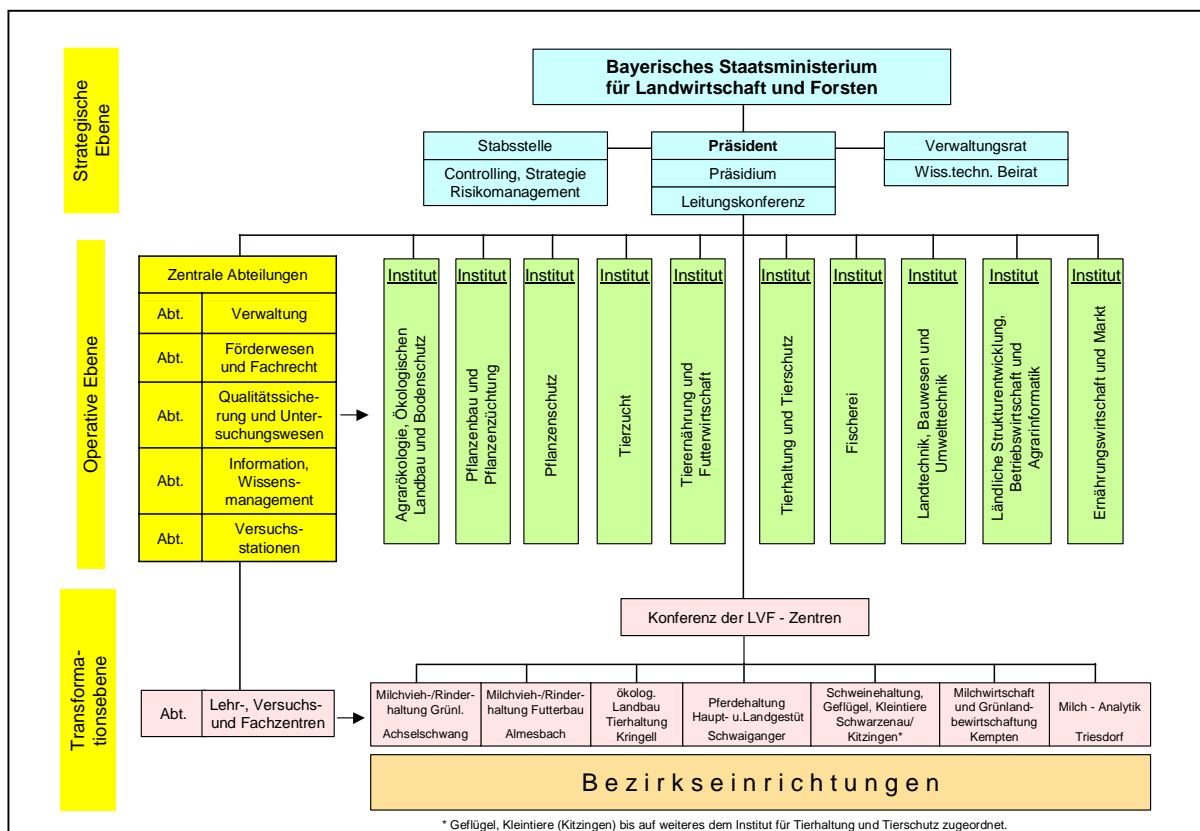 Strategische
Ebene
Bayerisches Staatsministerium
für Landwirtschaft und Forsten
Stabsstelle
Controlling, Strategie
Risikomanagement
Präsident
Präsidium
Leitungskonferenz
Verwaltungsrat
Wiss.techn. Beirat
Operative Ebene
Zentrale Abteilungen
Abt. Verwaltung
Abt. Förderwesen
und Fachrecht
Abt. Qualitätssiche-
rung und Unter-
suchungswesen
Abt. Information,
Wissens-
management
Abt. Versuchs-
stationen
Institut
Agrarökologie, Ökologischen
Landbau und Bodenschutz
Institut
Pflanzenbau und
Pflanzenzüchtung
Institut
Pflanzenschutz
Institut
Tierzucht
Institut
Tierernährung und
Futterwirtschaft
Institut
Tierhaltung und Tierschutz
Institut
Fischerei
Institut
Landtechnik, Bauwesen und
Umwelttechnik
Institut
Ländliche Strukturentwicklung,
Betriebswirtschaft und
Agrarinformatik
Institut
Ernährungswirtschaft und Markt
Transforma-
tionsebene
Konferenz der LVF - Zentren
Abt. Lehr-, Versuchs-
und Fachzentren
Milchvieh-/Rinder-
haltung Grünl.
Achselschwang
Milchvieh-/Rinder-
haltung Futterbau
Almesbach
ökolog.
Landbau
Tierhaltung
Kringell
Pferdehaltung
Haupt- u.Landgestüt
Schwaiganger
Schweinehaltung,
Geflügel, Kleintiere
Schwarzenau/
Kitzingen*
Milchwirtschaft
und Grünland-
bewirtschaftung
Kempten
Milch - Analytik
Triesdorf
Bezirkseinrichtungen
* Geflügel, Kleintiere (Kitzingen) bis auf weiteres dem Institut für Tierhaltung und Tierschutz zugeordnet.